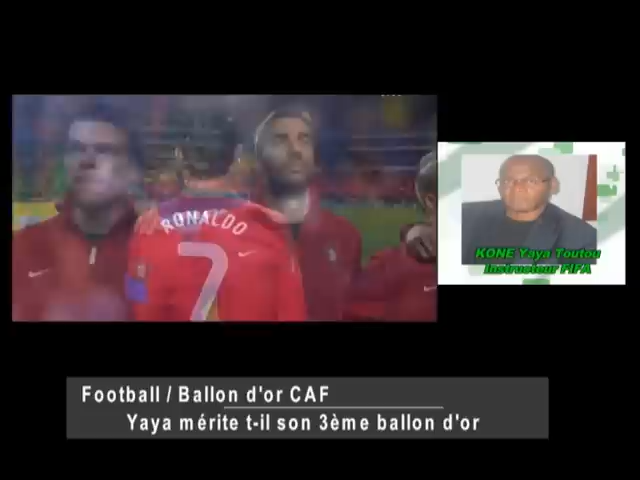 RONALDO
7
KONE Yaya Toutou
Instructeur FIFA
Football / Ballon d'or CAF
Yaya mérite t-il son 3ème ballon d'or